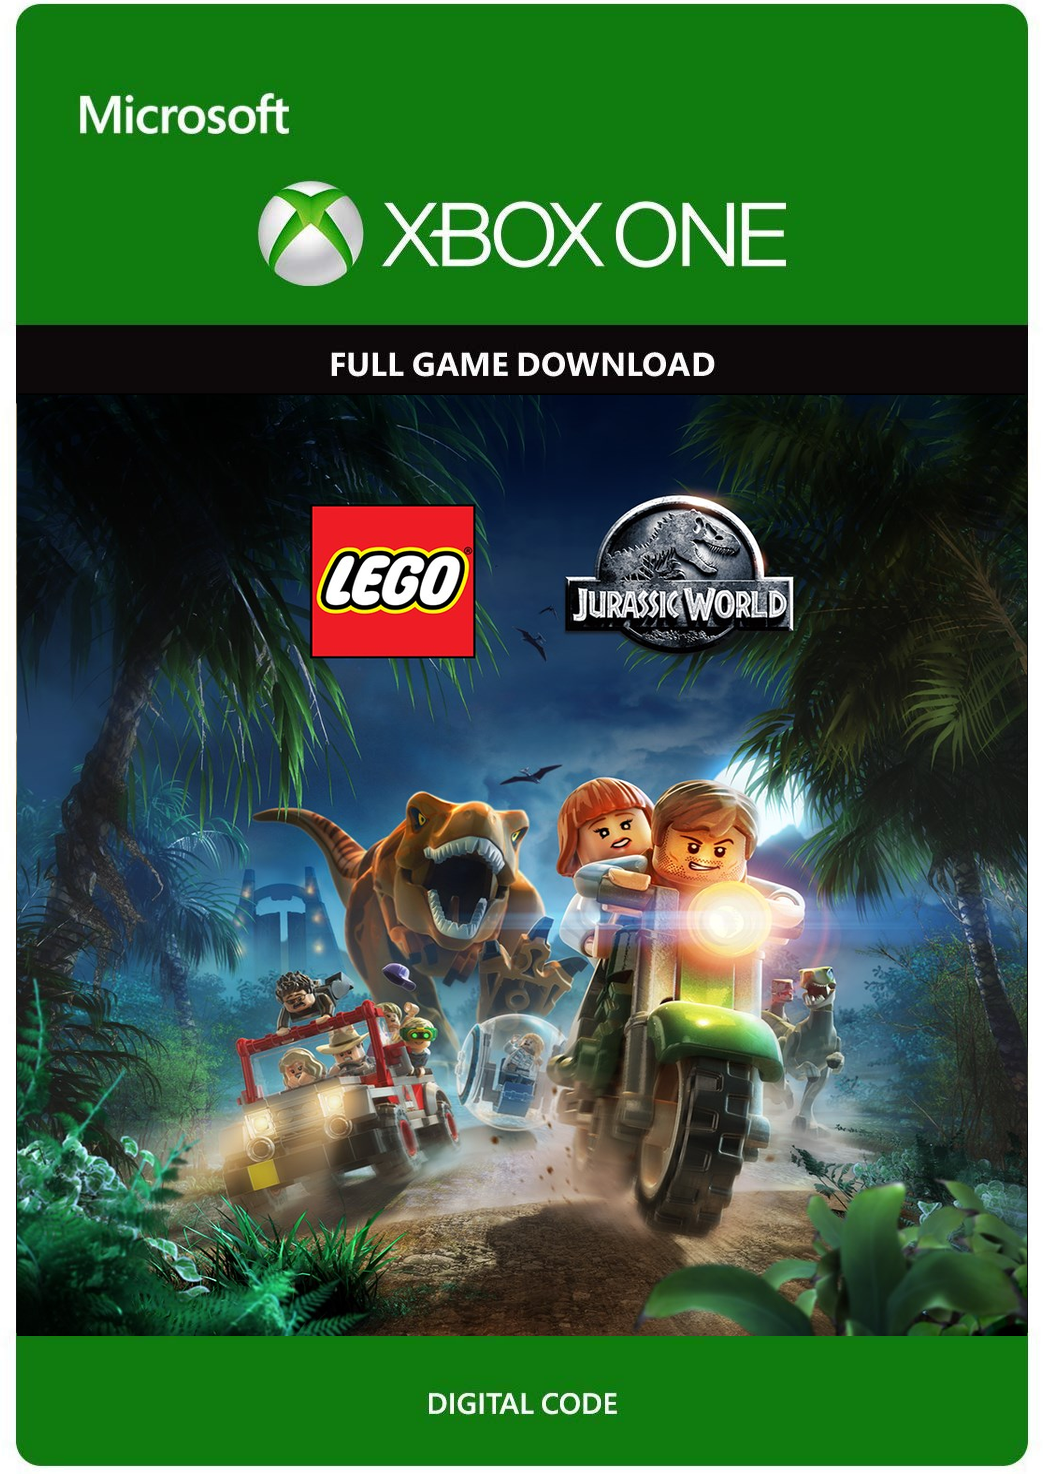 Microsoft
XBOX ONE
FULL GAME DOWNLOAD
LEGO®
JURASSIC WORLD
DIGITAL CODE